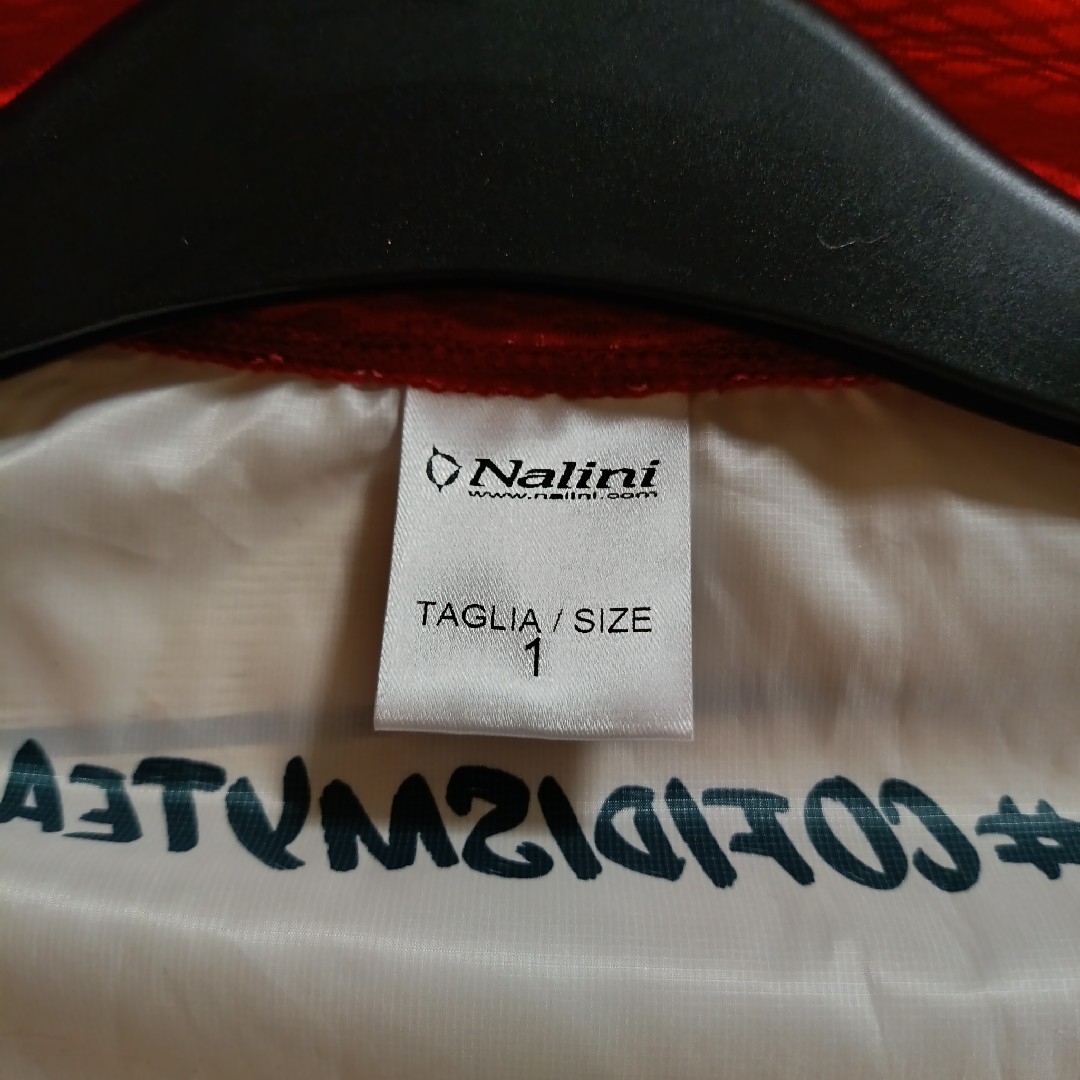 Nalini
www.nalini.com
TAGLIA / SIZE
1
#COFIDISMYTEA